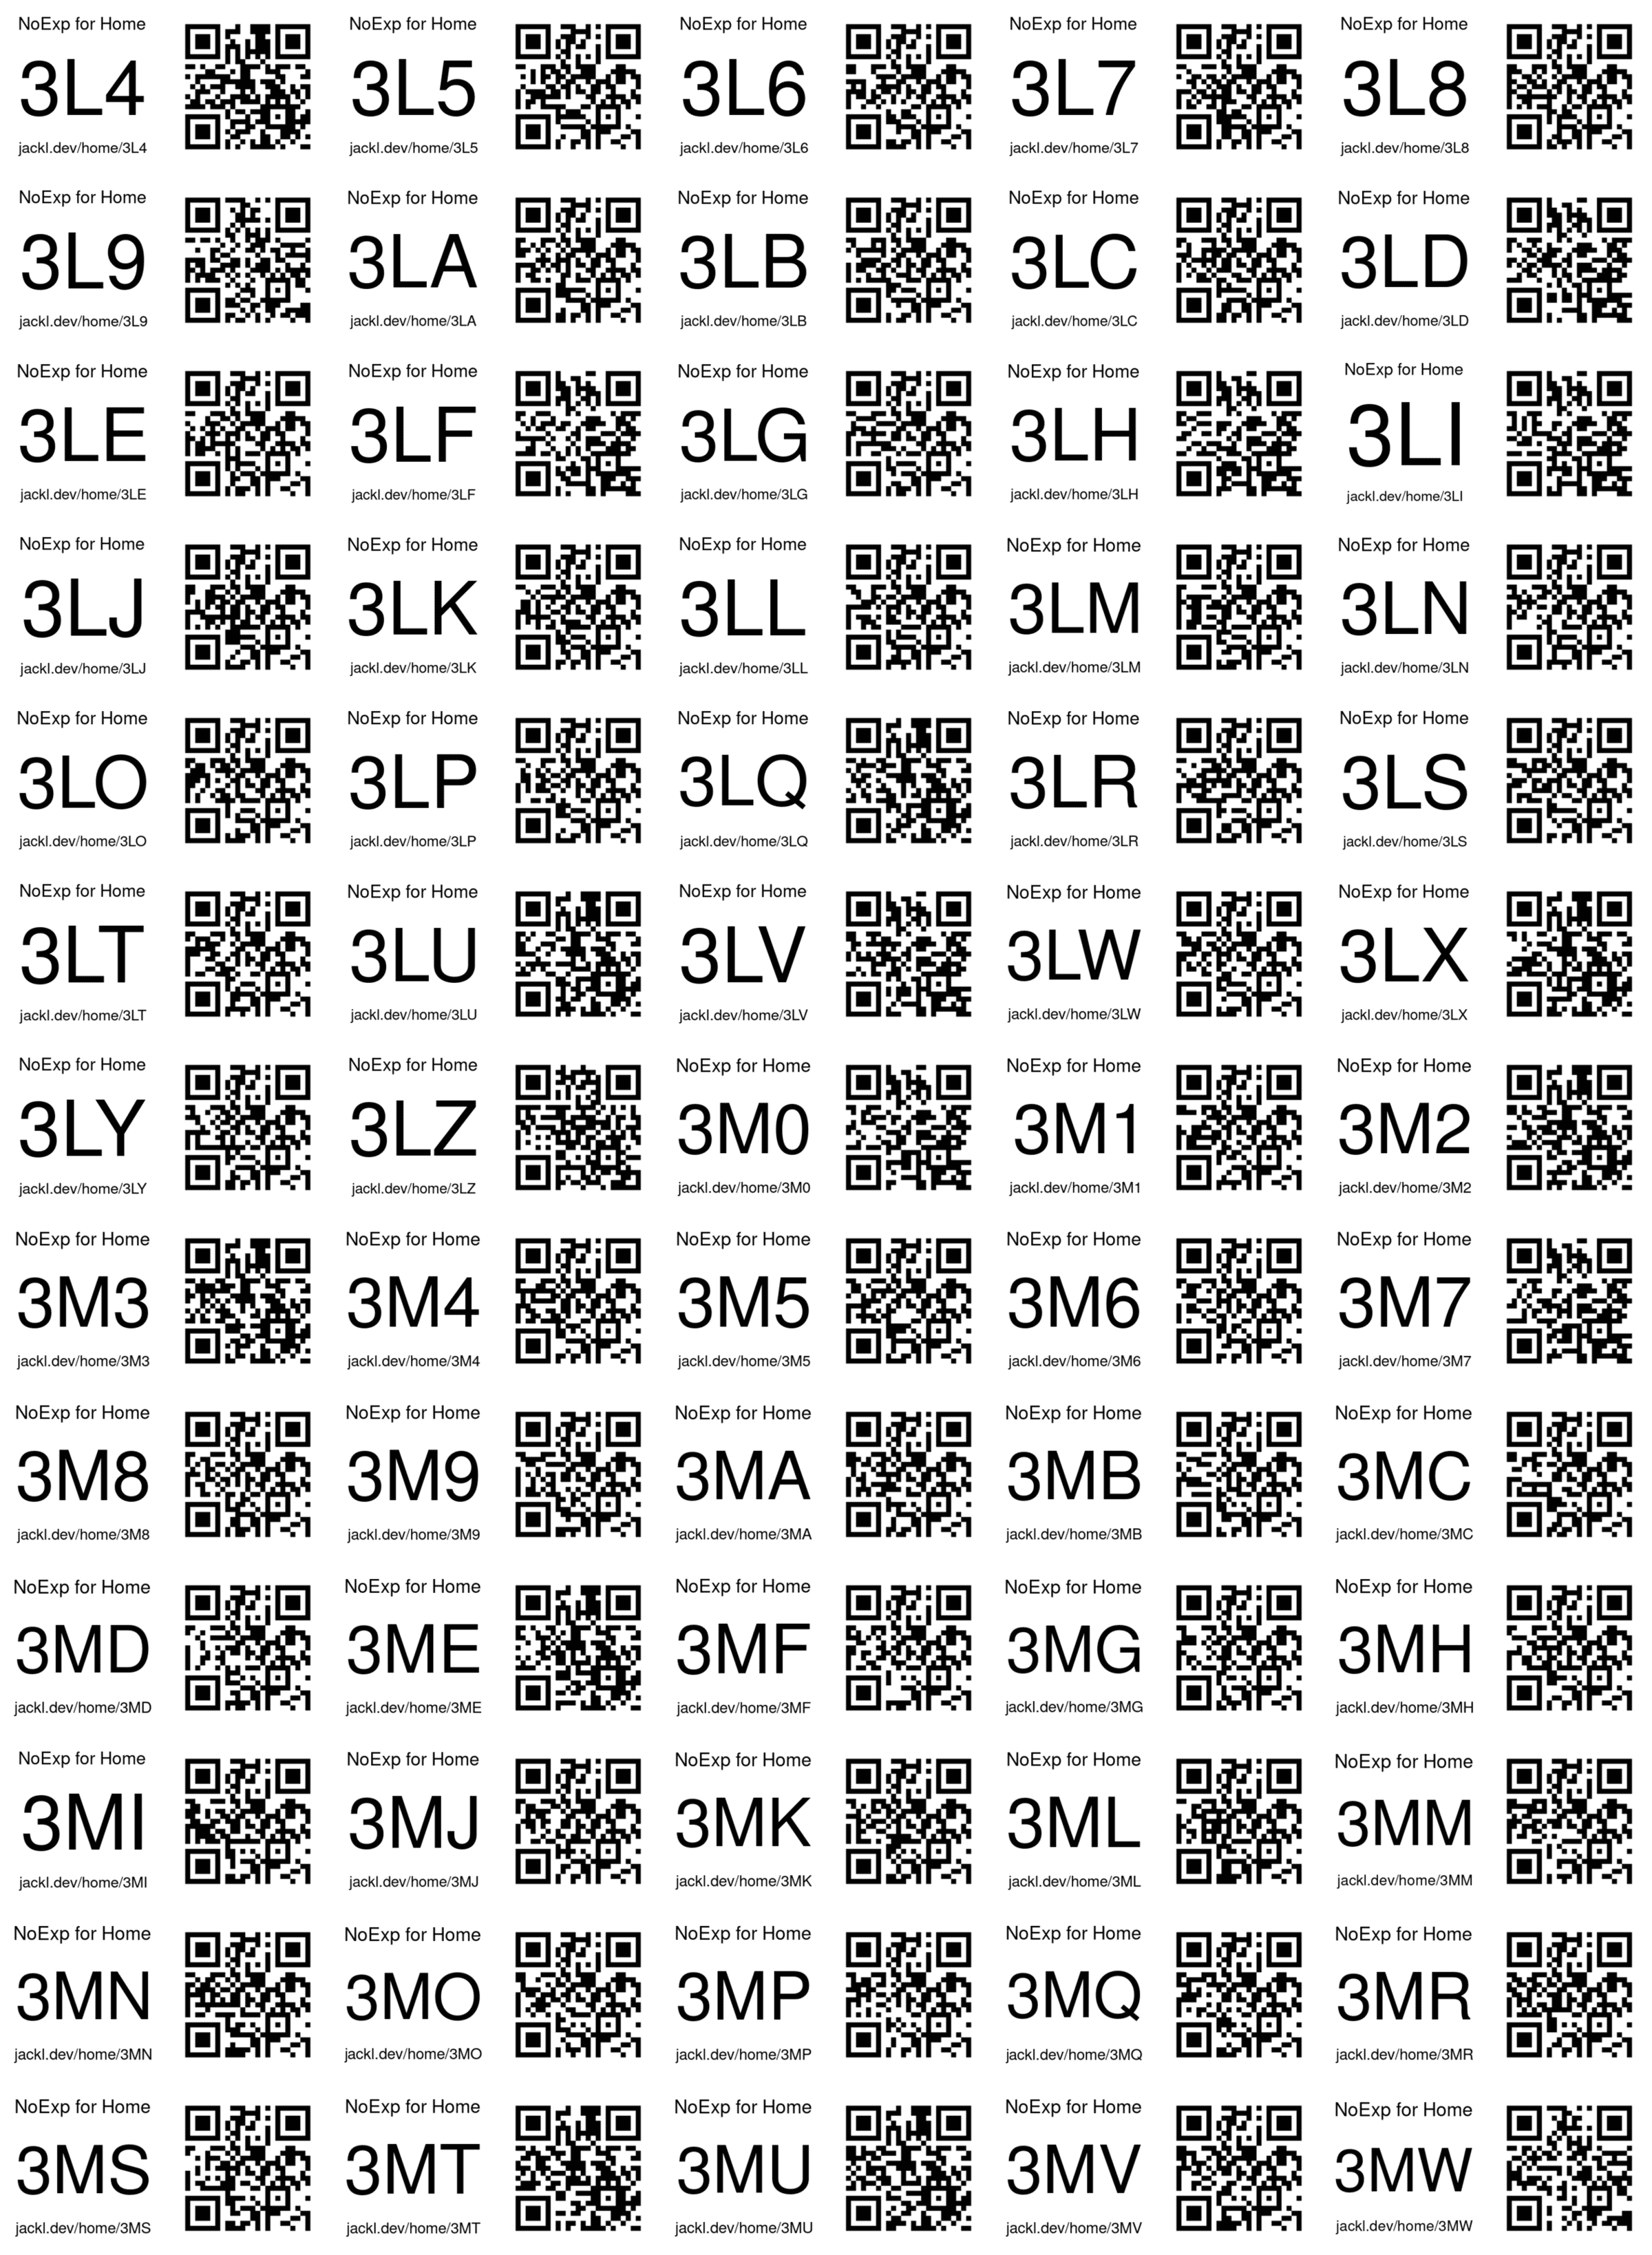 NoExp for Home NoExp for Home NoExp for Home NoExp for Home NoExp for Home
3L4 3L5 3L6 3L7 3L8
jackl.dev/home/3L4 jackl.dev/home/3L5 jackl.dev/home/3L6 jackl.dev/home/3L7 jackl.dev/home/3L8
NoExp for Home NoExp for Home NoExp for Home NoExp for Home NoExp for Home
3L9 3LA 3LB 3LC 3LD
jackl.dev/home/3L9 jackl.dev/home/3LA jackl.dev/home/3LB jackl.dev/home/3LC jackl.dev/home/3LD
NoExp for Home NoExp for Home NoExp for Home NoExp for Home NoExp for Home
3LE 3LF 3LG 3LH 3LI
jackl.dev/home/3LE jackl.dev/home/3LF jackl.dev/home/3LG jackl.dev/home/3LH jackl.dev/home/3LI
NoExp for Home NoExp for Home NoExp for Home NoExp for Home NoExp for Home
3LJ 3LK 3LL 3LM 3LN
jackl.dev/home/3LJ jackl.dev/home/3LK jackl.dev/home/3LL jackl.dev/home/3LM jackl.dev/home/3LN
NoExp for Home NoExp for Home NoExp for Home NoExp for Home NoExp for Home
3LO 3LP 3LQ 3LR 3LS
jackl.dev/home/3LO jackl.dev/home/3LP jackl.dev/home/3LQ jackl.dev/home/3LR jackl.dev/home/3LS
NoExp for Home NoExp for Home NoExp for Home NoExp for Home NoExp for Home
3LT 3LU 3LV 3LW 3LX
jackl.dev/home/3LT jackl.dev/home/3LU jackl.dev/home/3LV jackl.dev/home/3LW jackl.dev/home/3LX
NoExp for Home NoExp for Home NoExp for Home NoExp for Home NoExp for Home
3LY 3LZ 3M0 3M1 3M2
jackl.dev/home/3LY jackl.dev/home/3LZ jackl.dev/home/3M0 jackl.dev/home/3M1 jackl.dev/home/3M2
NoExp for Home NoExp for Home NoExp for Home NoExp for Home NoExp for Home
3M3 3M4 3M5 3M6 3M7
jackl.dev/home/3M3 jackl.dev/home/3M4 jackl.dev/home/3M5 jackl.dev/home/3M6 jackl.dev/home/3M7
NoExp for Home NoExp for Home NoExp for Home NoExp for Home NoExp for Home
3M8 3M9 3MA 3MB 3MC
jackl.dev/home/3M8 jackl.dev/home/3M9 jackl.dev/home/3MA jackl.dev/home/3MB jackl.dev/home/3MC
NoExp for Home NoExp for Home NoExp for Home NoExp for Home NoExp for Home
3MD 3ME 3MF 3MG 3MH
jackl.dev/home/3MD jackl.dev/home/3ME jackl.dev/home/3MF jackl.dev/home/3MG jackl.dev/home/3MH
NoExp for Home NoExp for Home NoExp for Home NoExp for Home NoExp for Home
3MI 3MJ 3MK 3ML 3MM
jackl.dev/home/3MI jackl.dev/home/3MJ jackl.dev/home/3MK jackl.dev/home/3ML jackl.dev/home/3MM
NoExp for Home NoExp for Home NoExp for Home NoExp for Home NoExp for Home
3MN 3MO 3MP 3MQ 3MR
jackl.dev/home/3MN jackl.dev/home/3MO jackl.dev/home/3MP jackl.dev/home/3MQ jackl.dev/home/3MR
NoExp for Home NoExp for Home NoExp for Home NoExp for Home NoExp for Home
3MS 3MT 3MU 3MV 3MW
jackl.dev/home/3MS jackl.dev/home/3MT jackl.dev/home/3MU jackl.dev/home/3MV jackl.dev/home/3MW